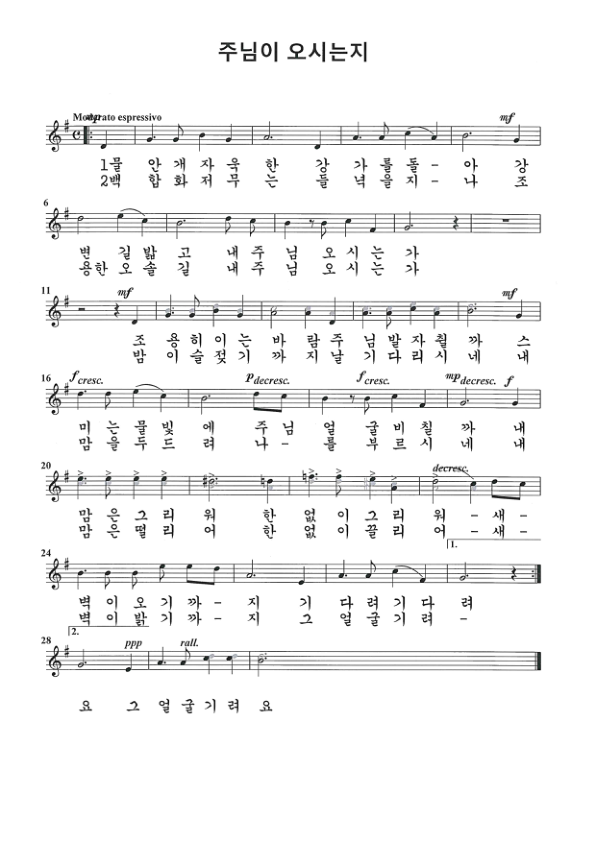 주님이 오시는지
Moderato espressivo
mp
mf
1물 안개자욱 한 강 가를돌 - 아 강
2백 합화저무 는 들 녁을지 - 나 조
6
변 길 밝 고 내주 님 오 시 는 가
용한 오 솔 길 내주 님 오 시 는 가
11
mf
mf
조 용히이는 바 람주님발 자칠 까 스
밤 이슬젖기 까 지날 기다리시 네 내
16
f cresc.
p decresc.
f cresc.
mp decresc. f
미 는물빛 에 주 님 얼 굴비 칠 까 내
맘 을두드 려 나 - 를 부르 시 네 내
20
decresc.
맘 은그리 워 한 없 이그 리 워 - 새 -
맘 은떨리 어 한 없 이끌 리 어 - 새 -
1.
24
벽 이 오 기 까 - 지 기 다 려 기 다 려
벽 이 밝 기 까 - 지 그 얼 굴 기 려 -
2.
28
ppp
rall.
요 그 얼 굴 기 려 요